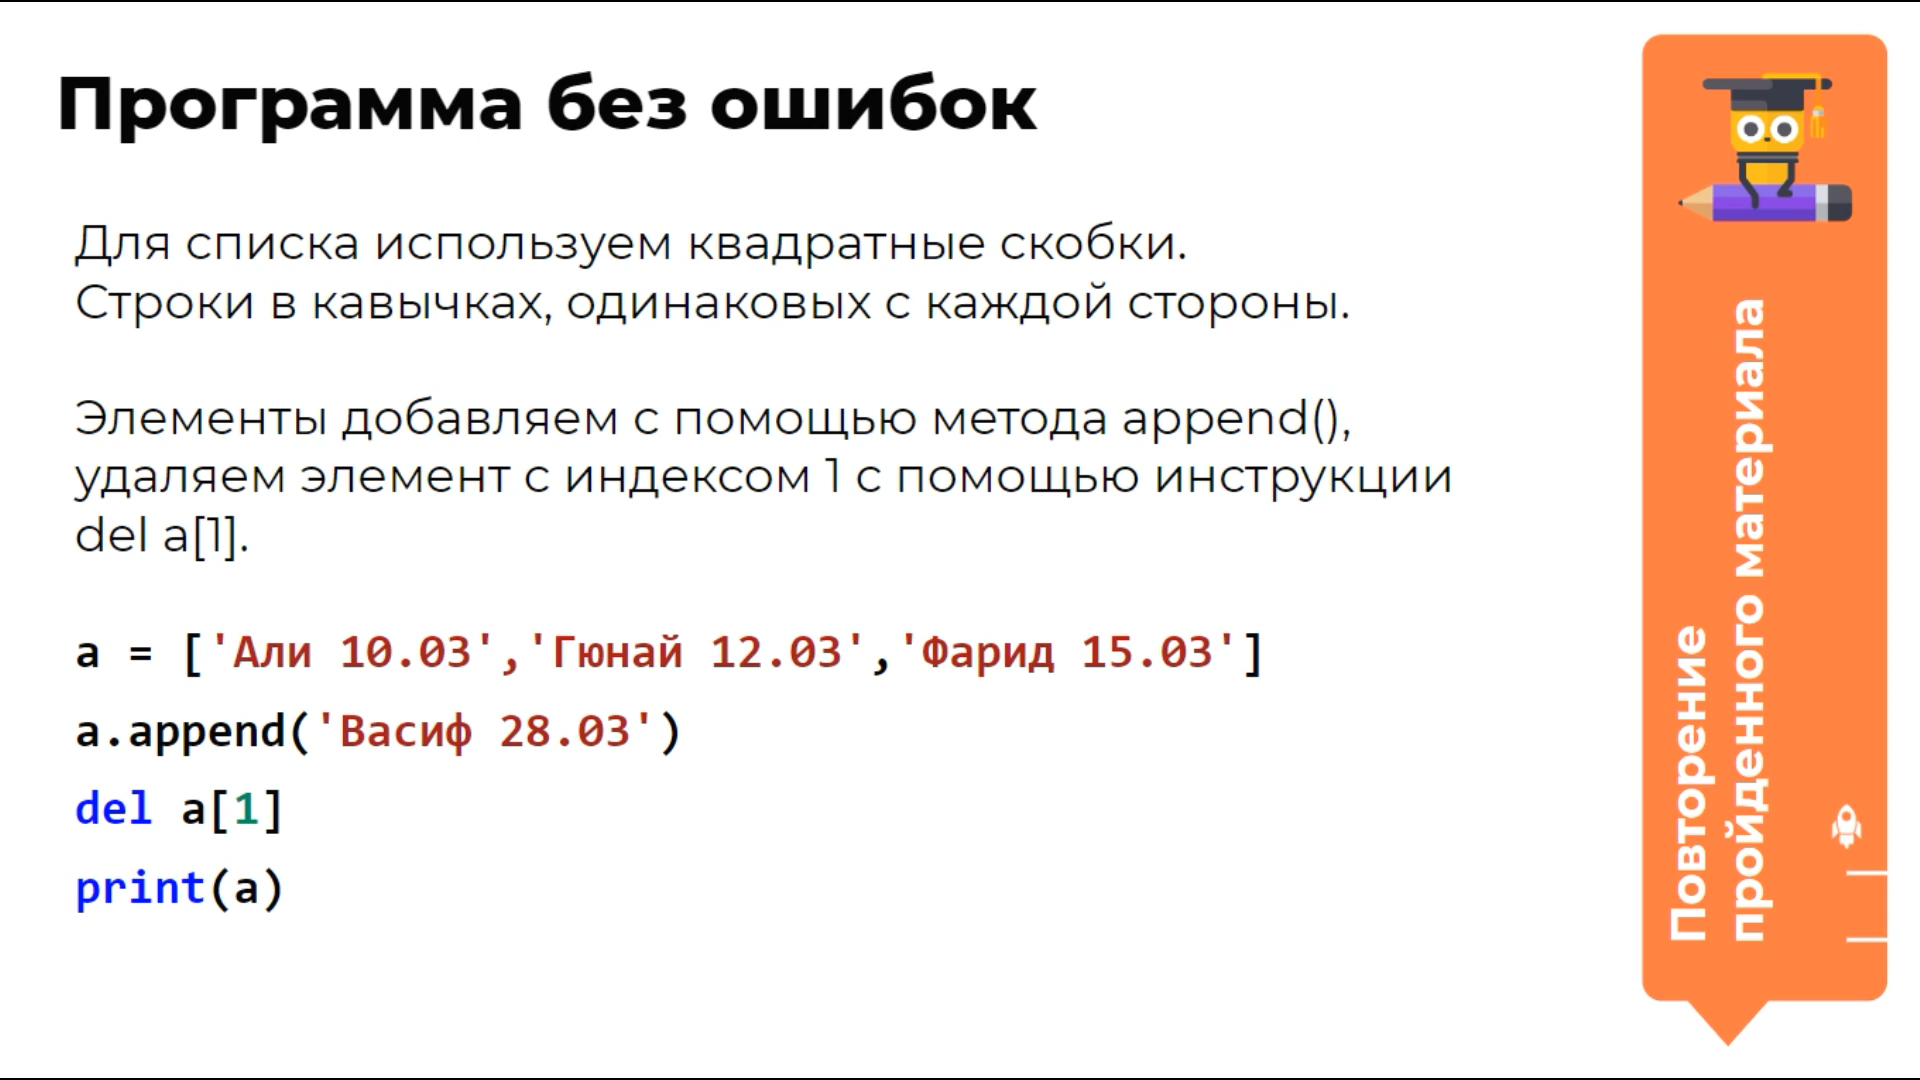 Программа без ошибок
Для списка используем квадратные скобки.
Строки в кавычках, одинаковых с каждой стороны.
Элементы добавляем с помощью метода append(),
удаляем элемент с индексом 1 с помощью инструкции
del a[1].
a = ['Али 10.03','Гюнай 12.03','Фарид 15.03']
a.append('Васиф 28.03')
del a[1]
print(a)
Повторение
пройденного материала